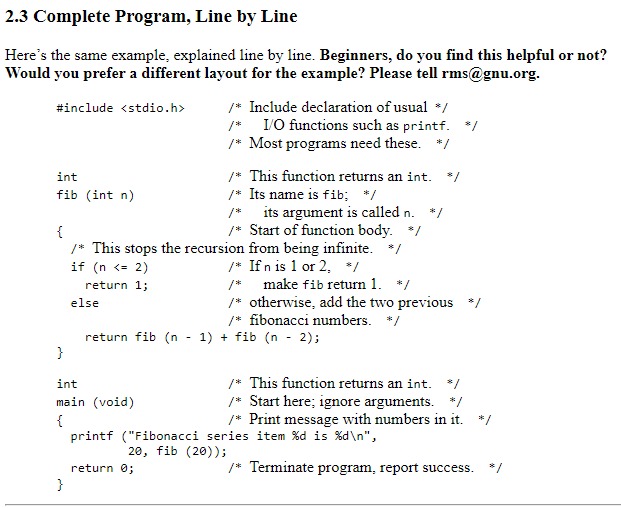 2.3 Complete Program, Line by Line
Here's the same example, explained line by line. Beginners, do you find this helpful or not?
Would you prefer a different layout for the example? Please tell rms@gnu.org.
#include <stdio.h> /* Include declaration of usual */
/* I/O functions such as printf. */
/* Most programs need these. */
int /* This function returns an int. */
fib (int n) /* Its name is fib; */
/* its argument is called n. */
{ /* Start of function body. */
/* This stops the recursion from being infinite. */
if (n <= 2) /* If n is 1 or 2, */
return 1; /* make fib return 1. */
else /* otherwise, add the two previous */
/* fibonacci numbers. */
return fib (n - 1) + fib (n - 2);
}
int /* This function returns an int. */
main (void) /* Start here; ignore arguments. */
{ /* Print message with numbers in it. */
printf ("Fibonacci series item %d is %d\n",
20, fib (20));
return 0; /* Terminate program, report success. */
}